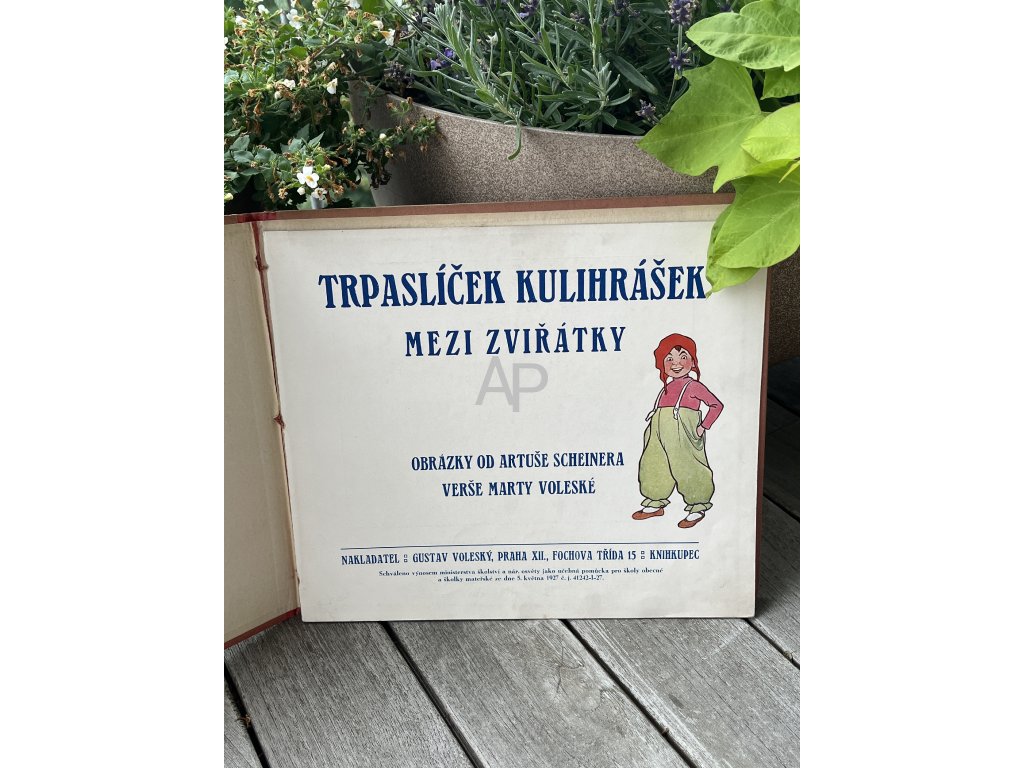 TRPASLÍČEK KULIHRÁŠEK
MEZI ZVIŘÁTKY
AP
OBRÁZKY OD ARTUŠE SCHEINERA
VERŠE MARTY VOLESKÉ
NAKLADATEL :: GUSTAV VOLESKÝ, PRAHA XII., FOCHOVA TŘÍDA 15 :: KNIHKUPEC
Schváleno výnosem ministerstva školství a nár. osvěty jako učebná pomůcka pro školy obecné
a školky mateřské ze dne 5. května 1927 č. j. 41242-I-27.